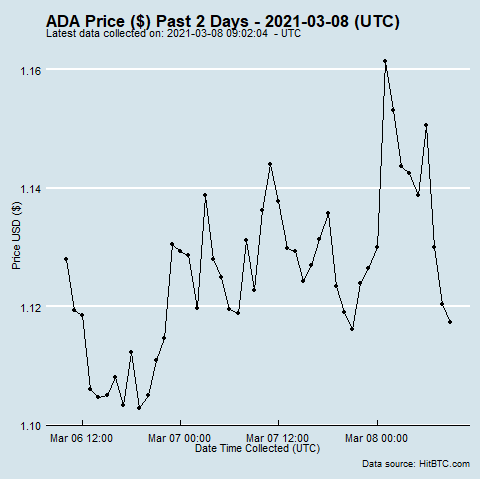 ADA Price ($) Past 2 Days - 2021-03-08 (UTC)
Latest data collected on: 2021-03-08 09:02:04  - UTC
1.16
1.14
1.12
1.10
Price USD ($)
Mar 06 12:00
Mar 07 00:00
Mar 07 12:00
Mar 08 00:00
Date Time Collected (UTC)
Data source: HitBTC.com